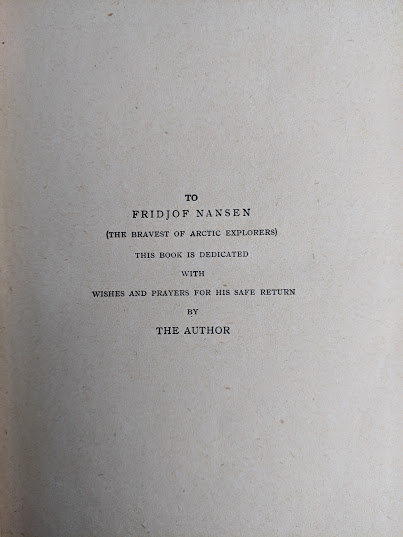 TO
FRIDJOF NANSEN
(THE BRAVEST OF ARCTIC EXPLORERS)
THIS BOOK IS DEDICATED
WITH
WISHES AND PRAYERS FOR HIS SAFE RETURN
BY
THE AUTHOR